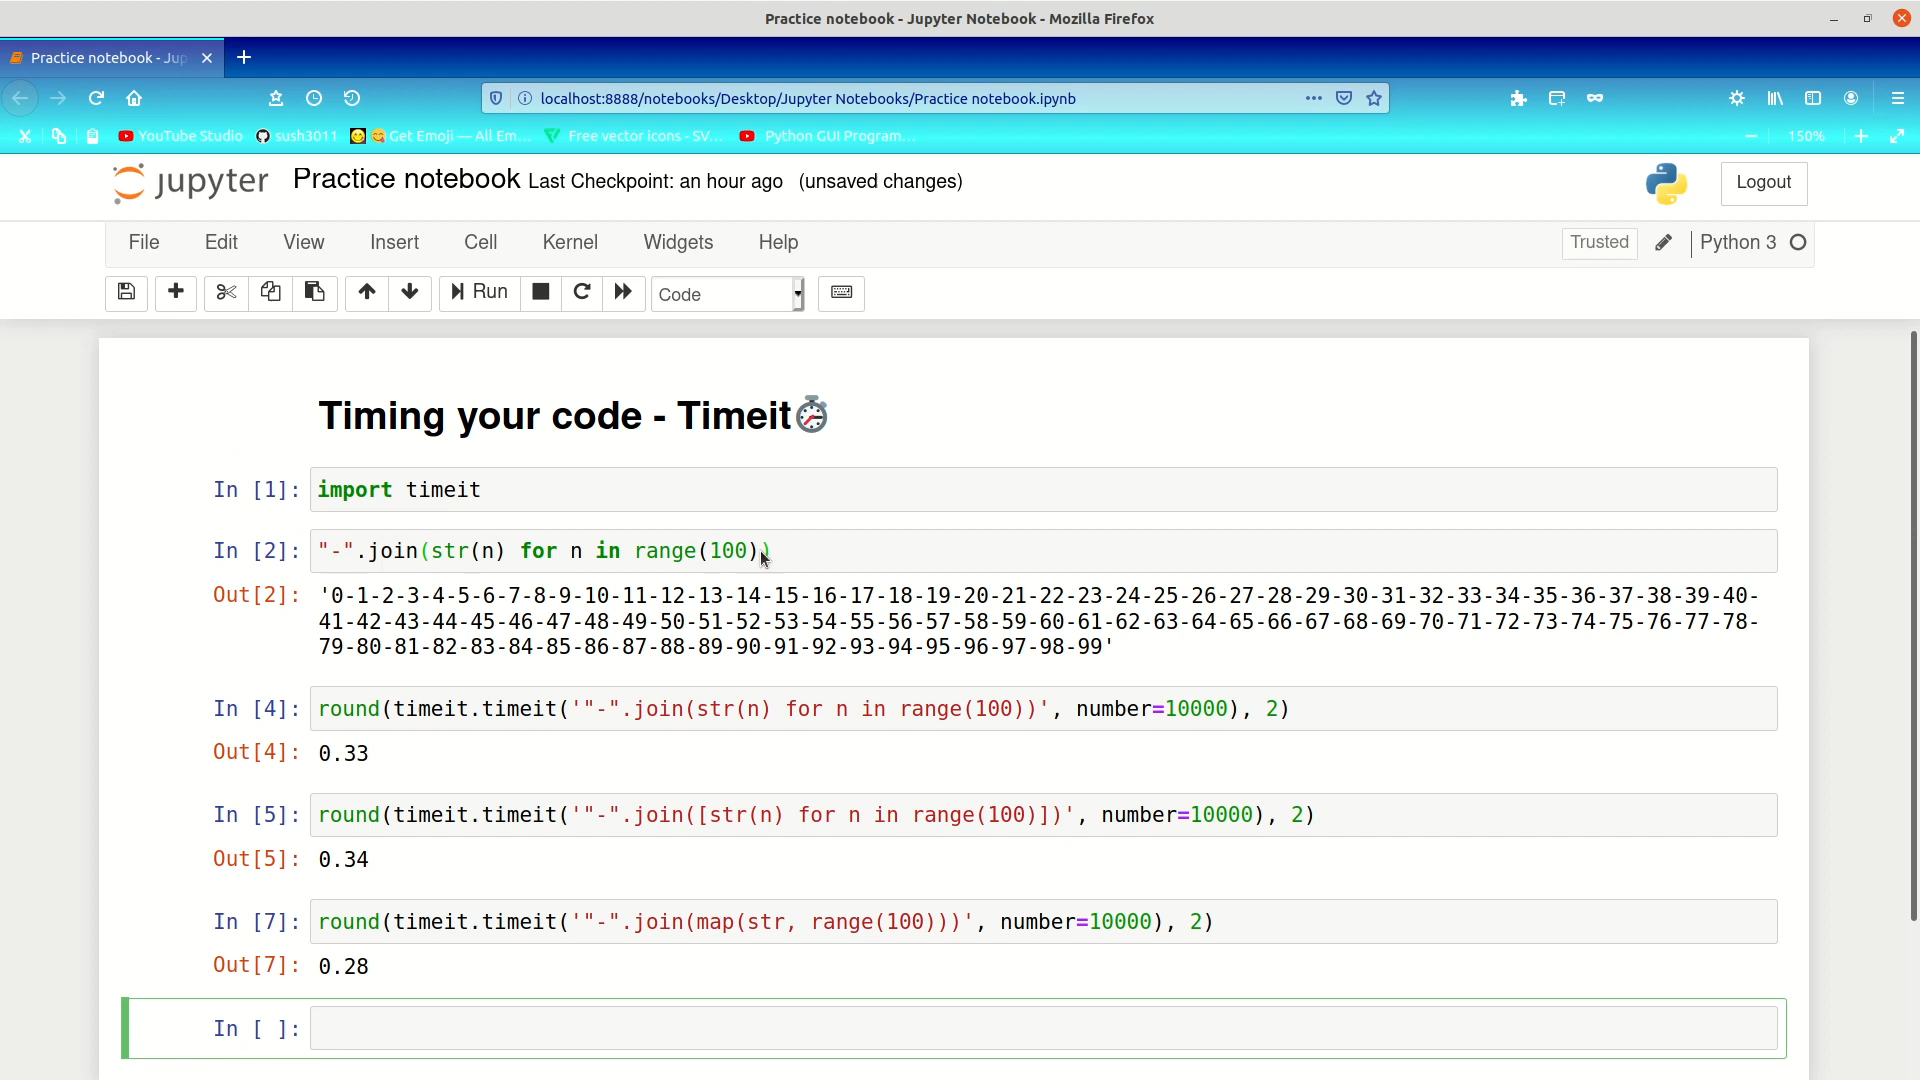 Practice notebook - Jupyter Notebook - Mozilla Firefox
Practice notebook - Jup
localhost:8888/notebooks/Desktop/Jupyter Notebooks/Practice notebook.ipynb
YouTube Studio sush3011 Get Emoji — All Em... Free vector icons - SV... Python GUI Program... 150%
jupyter Practice notebook Last Checkpoint: an hour ago (unsaved changes) Logout
File Edit View Insert Cell Kernel Widgets Help Trusted Python 3
Run Code
Timing your code - Timeit⏱
In [1]: import timeit
In [2]: "-".join(str(n) for n in range(100))
Out[2]: '0-1-2-3-4-5-6-7-8-9-10-11-12-13-14-15-16-17-18-19-20-21-22-23-24-25-26-27-28-29-30-31-32-33-34-35-36-37-38-39-40-
41-42-43-44-45-46-47-48-49-50-51-52-53-54-55-56-57-58-59-60-61-62-63-64-65-66-67-68-69-70-71-72-73-74-75-76-77-78-
79-80-81-82-83-84-85-86-87-88-89-90-91-92-93-94-95-96-97-98-99'
In [4]: round(timeit.timeit('"-".join(str(n) for n in range(100))', number=10000), 2)
Out[4]: 0.33
In [5]: round(timeit.timeit('"-".join([str(n) for n in range(100)])', number=10000), 2)
Out[5]: 0.34
In [7]: round(timeit.timeit('"-".join(map(str, range(100)))', number=10000), 2)
Out[7]: 0.28
In [ ]: